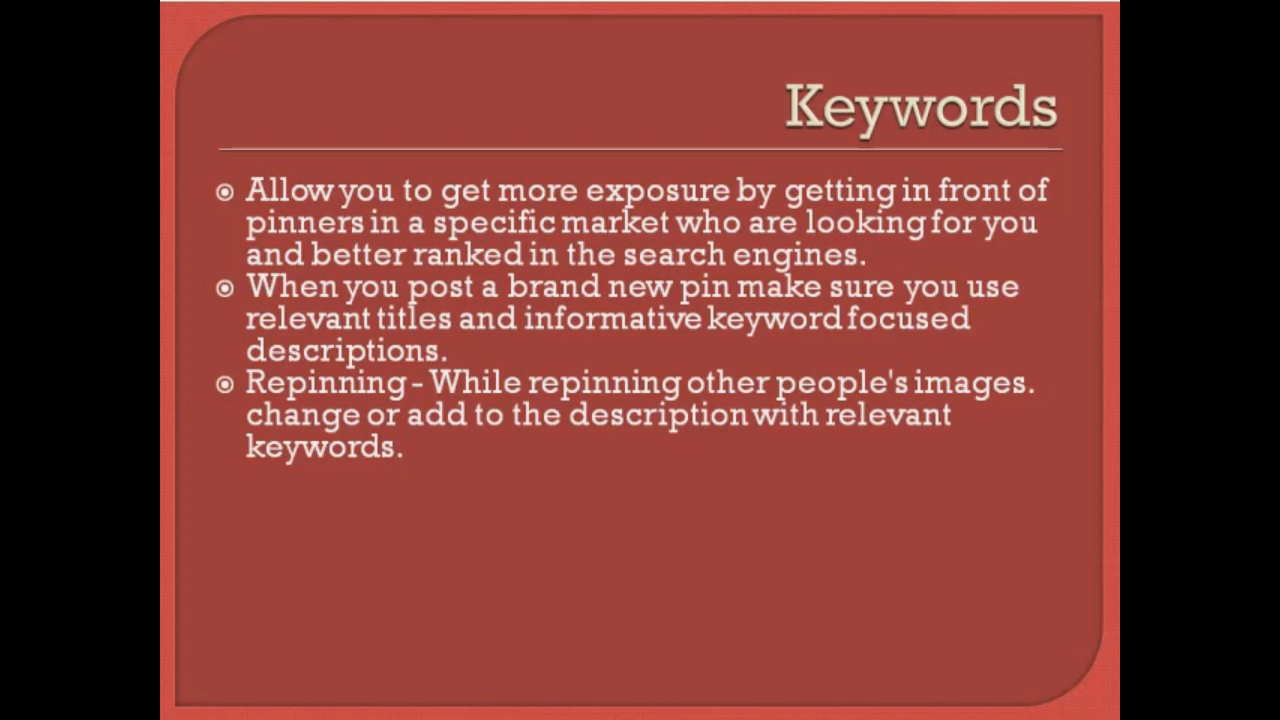 Keywords
Allow you to get more exposure by getting in front of
pinners in a specific market who are looking for you
and better ranked in the search engines.
When you post a brand new pin make sure you use
relevant titles and informative keyword focused
descriptions.
Repinning - While repinning other people's images.
change or add to the description with relevant
keywords.